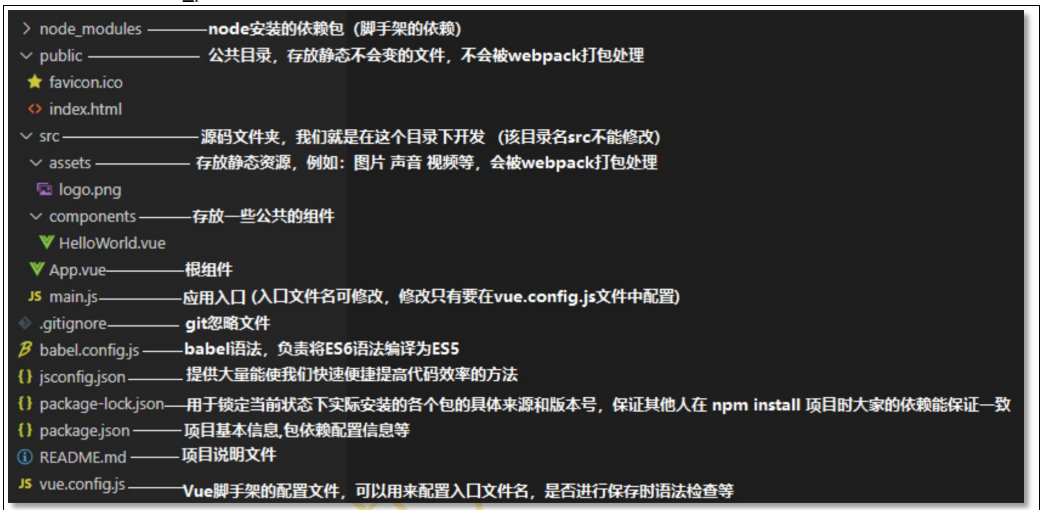 node_modules node安装的依赖包（脚手架的依赖）
public 公共目录，存放静态不会变的文件，不会被webpack打包处理
favicon.ico
index.html
src 源码文件夹，我们就是在这个目录下开发 （该目录名src不能修改）
assets 存放静态资源，例如：图片 声音 视频等，会被webpack打包处理
logo.png
components 存放一些公共的组件
HelloWorld.vue
App.vue 根组件
JS main.js 应用入口 (入口文件名可修改，修改只有要在vue.config.js文件中配置)
.gitignore git忽略文件
babel.config.js babel语法，负责将ES6语法编译为ES5
{} jsconfig.json 提供大量能使我们快速便捷提高代码效率的方法
{} package-lock.json 用于锁定当前状态下实际安装的各个包的具体来源和版本号，保证其他人在 npm install 项目时大家的依赖能保证一致
{} package.json 项目基本信息,包依赖配置信息等
README.md 项目说明文件
JS vue.config.js Vue脚手架的配置文件，可以用来配置入口文件名，是否进行保存时语法检查等